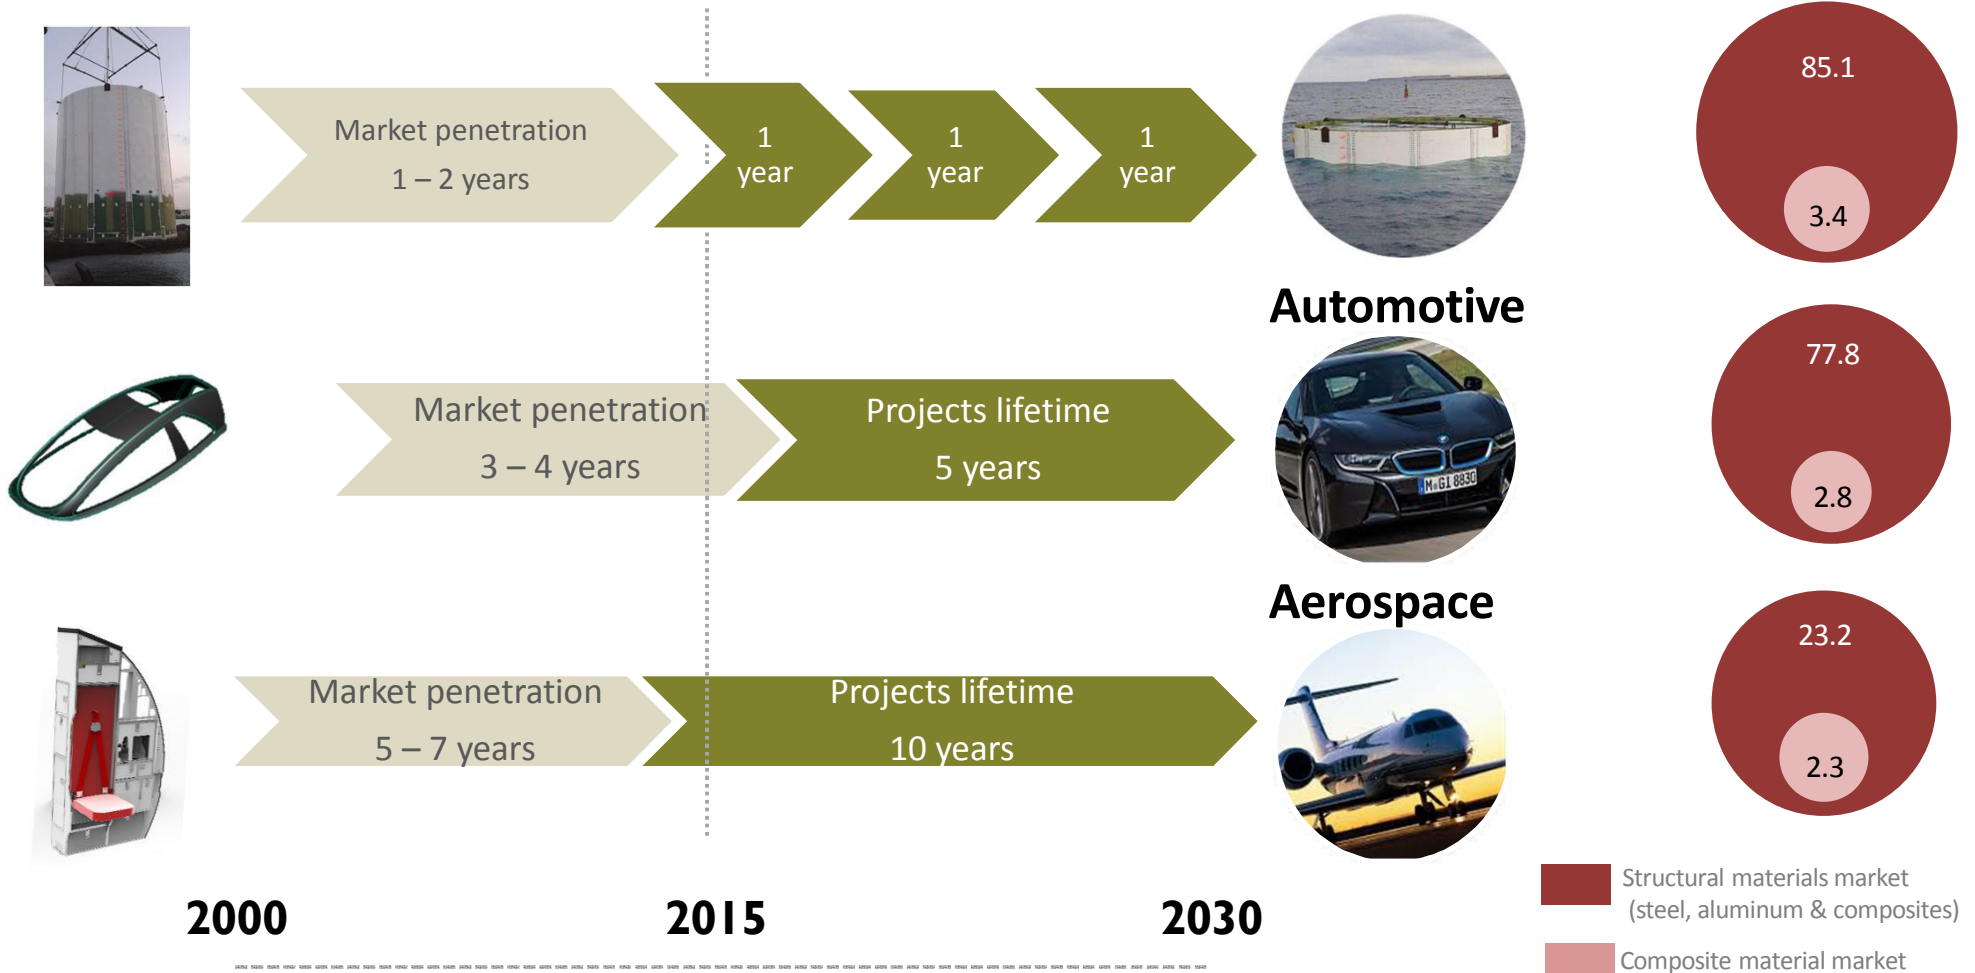 Market penetration
1 – 2 years
1
year
1
year
1
year
85.1
3.4
Automotive
Market penetration
3 – 4 years
Projects lifetime
5 years
M·GI 8830
77.8
2.8
Aerospace
Market penetration
5 – 7 years
Projects lifetime
10 years
23.2
2.3
2000
2015
2030
Structural materials market
(steel, aluminum & composites)
Composite material market